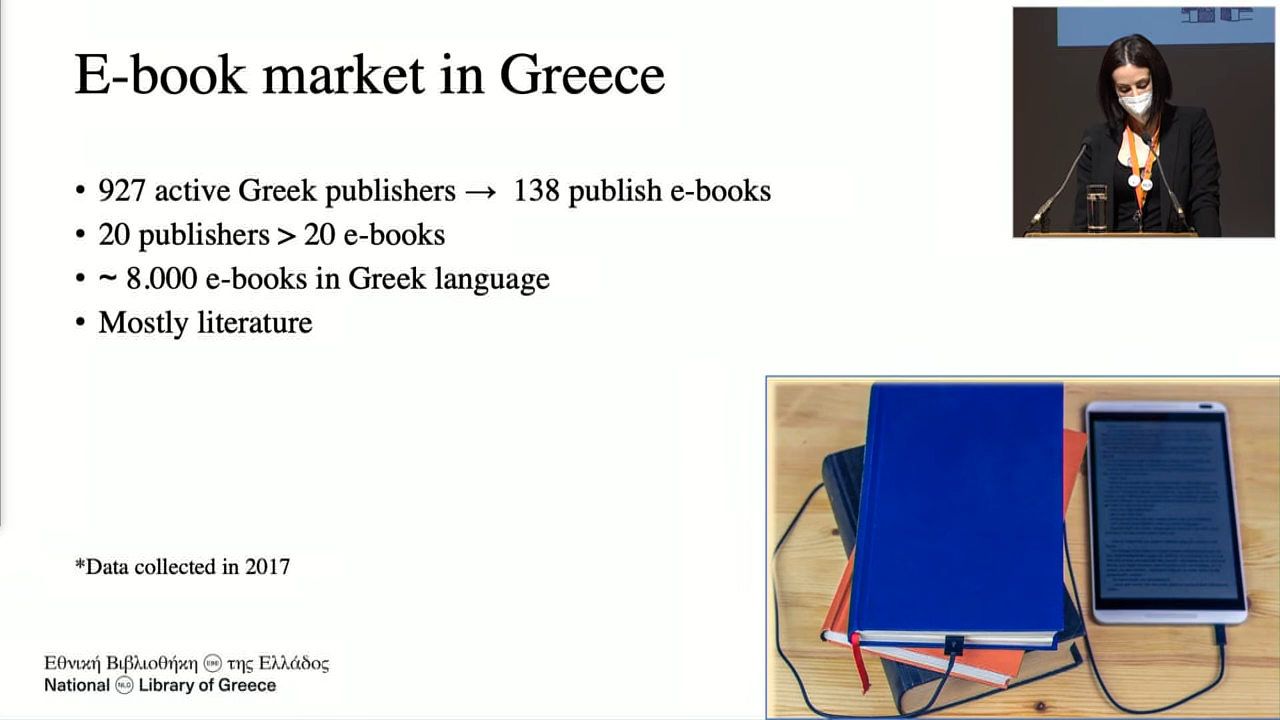 E-book market in Greece
• 927 active Greek publishers → 138 publish e-books
• 20 publishers > 20 e-books
• ~ 8.000 e-books in Greek language
• Mostly literature
*Data collected in 2017
Εθνική Βιβλιοθήκη της Ελλάδος
National NLG Library of Greece